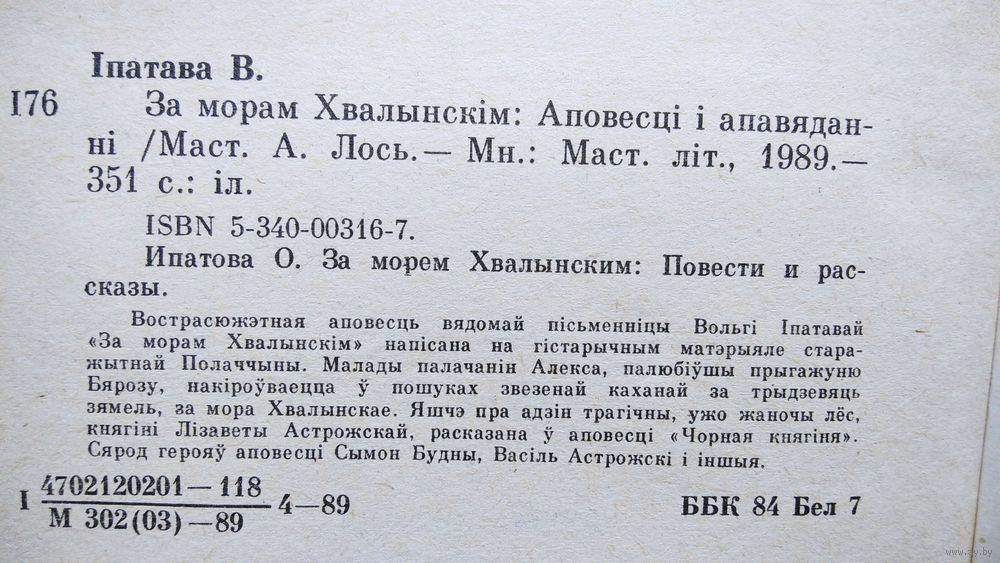 Іпатава В.
І76 За морам Хвалынскім: Аповесці і апавядан-
ні /Маст. А. Лось.— Мн.: Маст. літ., 1989.—
351 с.: іл.
ISBN 5-340-00316-7.
Ипатова О. За морем Хвалынским: Повести и рас-
сказы.
Вострасюжэтная аповесць вядомай пісьменніцы Вольгі Іпатавай
«За морам Хвалынскім» напісана на гістарычным матэрыяле стара-
жытнай Полаччыны. Малады палачанін Алекса, палюбіўшы прыгажуню
Бярозу, накіроўваецца ў пошуках звезенай каханай за трыдзевяць
зямель, за мора Хвалынскае. Яшчэ пра адзін трагічны, ужо жаночы лёс,
княгіні Лізаветы Астрожскай, расказана ў аповесці «Чорная княгіня».
Сярод герояў аповесці Сымон Будны, Васіль Астрожскі і іншыя.
4702120201—118
І 4—89 ББК 84 Бел 7
М 302(03)—89
www.ay.by